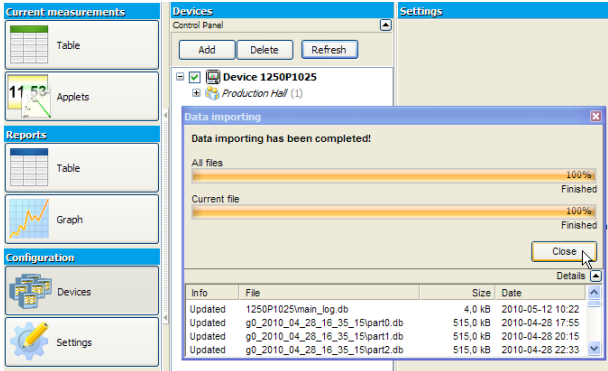 Current measurements
Table
11 53
Applets
Reports
Table
Graph
Configuration
Devices
Settings
Devices
Control Panel
Add Delete Refresh
Device 1250P1025
Production Hall (1)
Settings
Data importing
Data importing has been completed!
All files
100%
Finished
Current file
100%
Finished
Close
Details
Info File Size Date
Updated 1250P1025\main_log.db 4,0 kB 2010-05-12 10:22
Updated g0_2010_04_28_16_35_15\part0.db 515,0 kB 2010-04-28 17:55
Updated g0_2010_04_28_16_35_15\part1.db 515,0 kB 2010-04-28 20:15
Updated g0_2010_04_28_16_35_15\part2.db 515,0 kB 2010-04-28 22:33